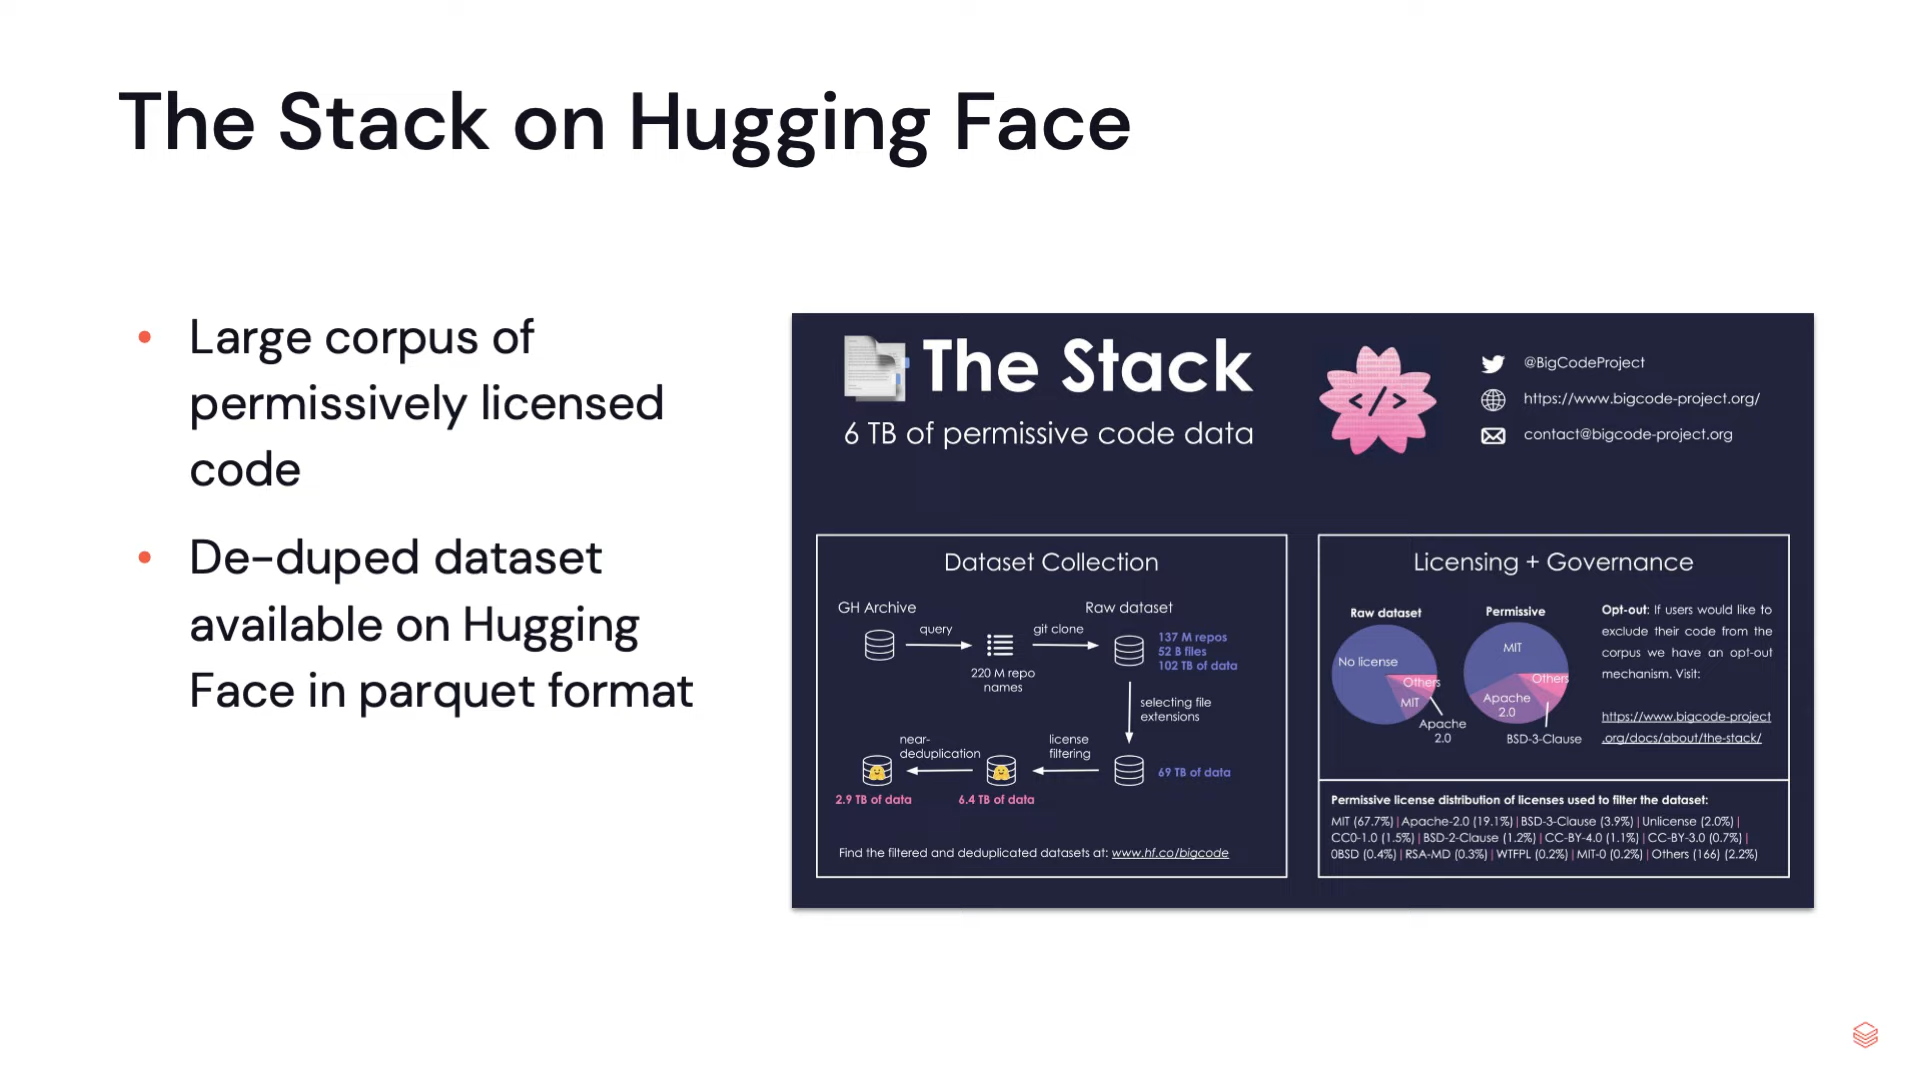 The Stack on Hugging Face
• Large corpus of
permissively licensed
code
• De-duped dataset
available on Hugging
Face in parquet format
The Stack
6 TB of permissive code data
</>
@BigCodeProject
https://www.bigcode-project.org/
contact@bigcode-project.org
Dataset Collection
GH Archive
query
220 M repo
names
git clone
Raw dataset
137 M repos
52 B files
102 TB of data
selecting file
extensions
69 TB of data
license
filtering
6.4 TB of data
near-
deduplication
2.9 TB of data
Find the filtered and deduplicated datasets at: www.hf.co/bigcode
Licensing + Governance
Raw dataset
No license
Others
MIT
Apache
2.0
Permissive
MIT
Others
Apache
2.0
BSD-3-Clause
Opt-out: If users would like to
exclude their code from the
corpus we have an opt-out
mechanism. Visit:
https://www.bigcode-project
.org/docs/about/the-stack/
Permissive license distribution of licenses used to filter the dataset:
MIT (67.7%) | Apache-2.0 (19.1%) | BSD-3-Clause (3.9%) | Unlicense (2.0%) |
CC0-1.0 (1.5%) | BSD-2-Clause (1.2%) | CC-BY-4.0 (1.1%) | CC-BY-3.0 (0.7%) |
0BSD (0.4%) | RSA-MD (0.3%) | WTFPL (0.2%) | MIT-0 (0.2%) | Others (166) (2.2%)